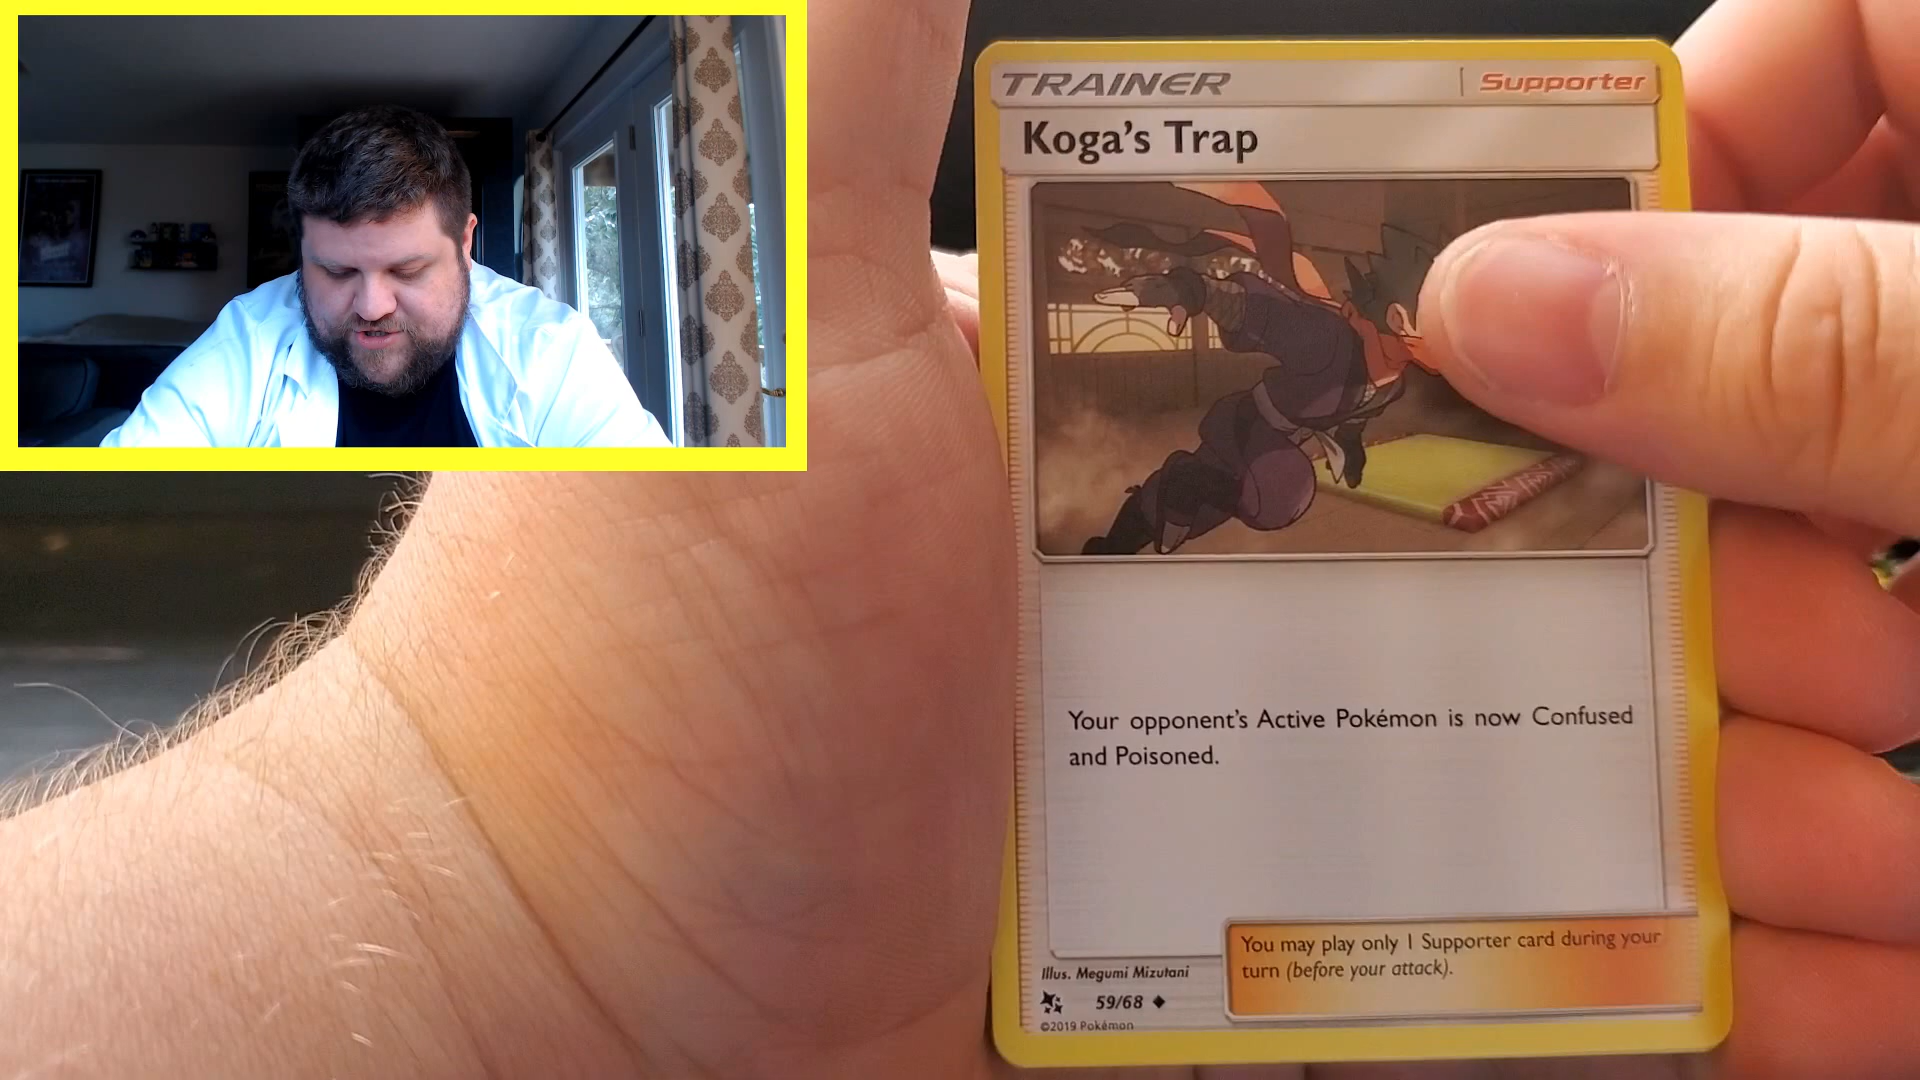 TRAINER
Supporter
Koga's Trap
Your opponent's Active Pokémon is now Confused
and Poisoned.
You may play only 1 Supporter card during your
turn (before your attack).
Illus. Megumi Mizutani
59/68
©2019 Pokémon